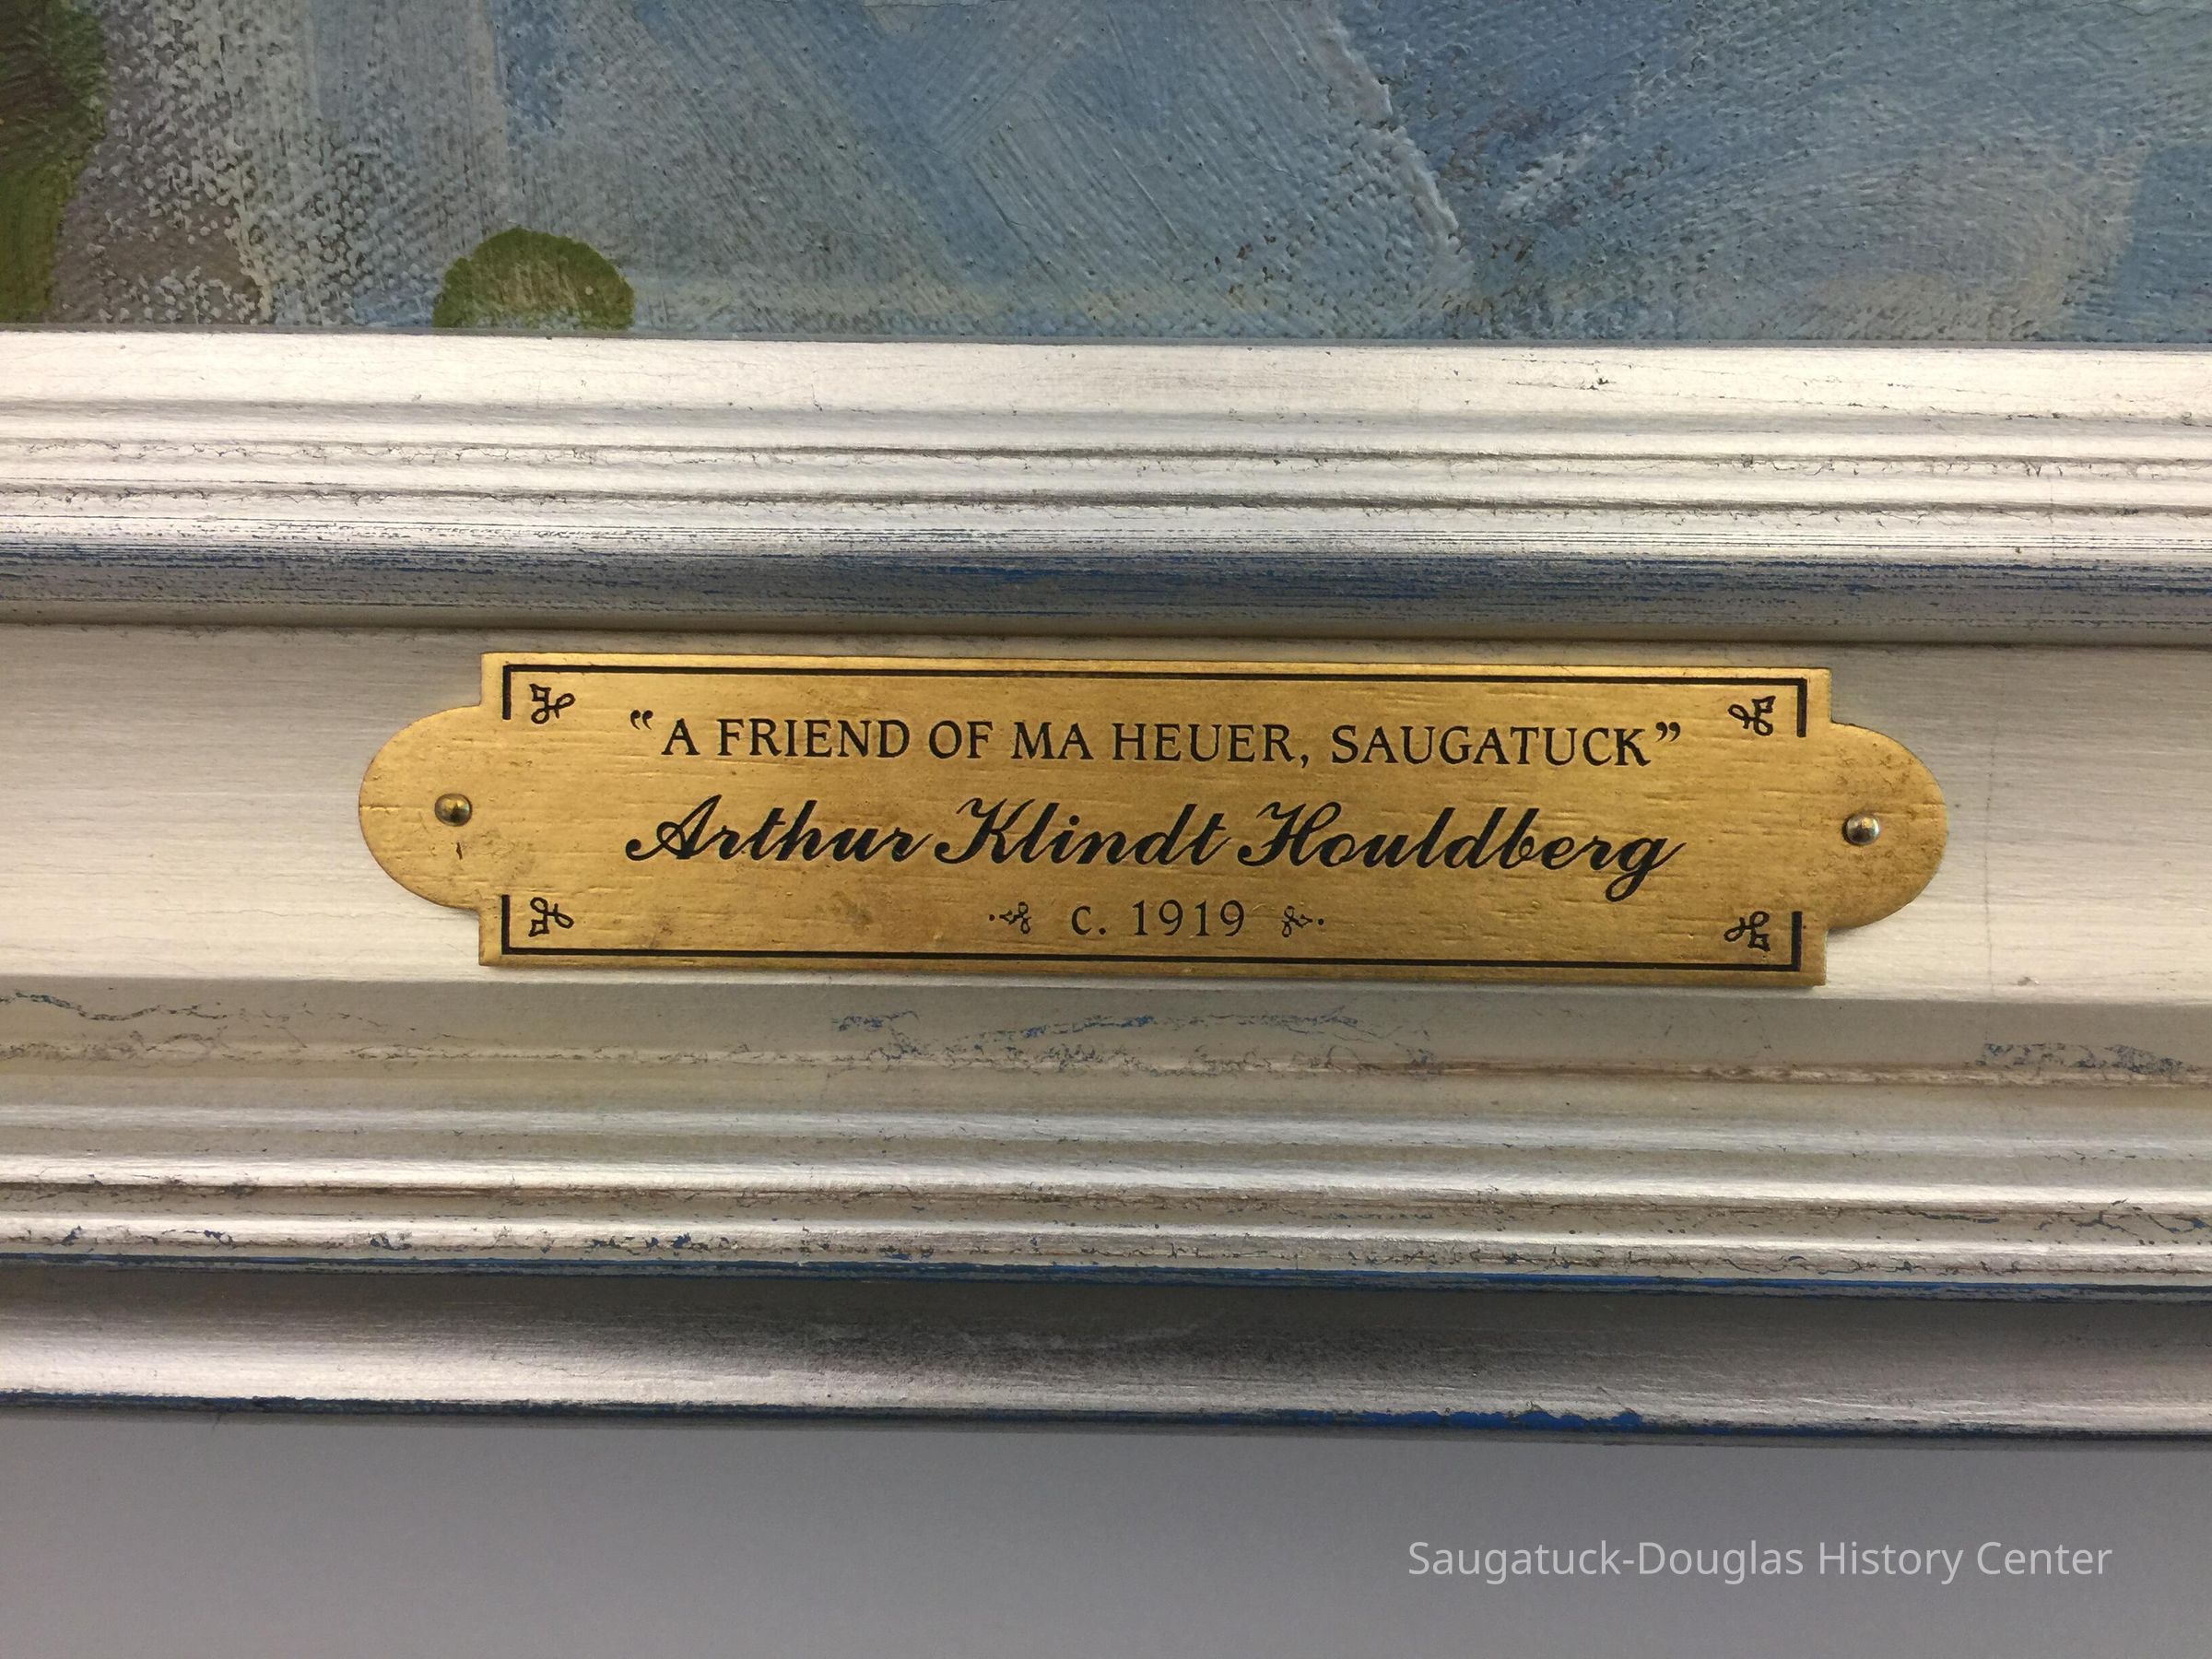 “A FRIEND OF MA HEUER, SAUGATUCK”
Arthur Klindt Houldberg
c. 1919
Saugatuck-Douglas History Center